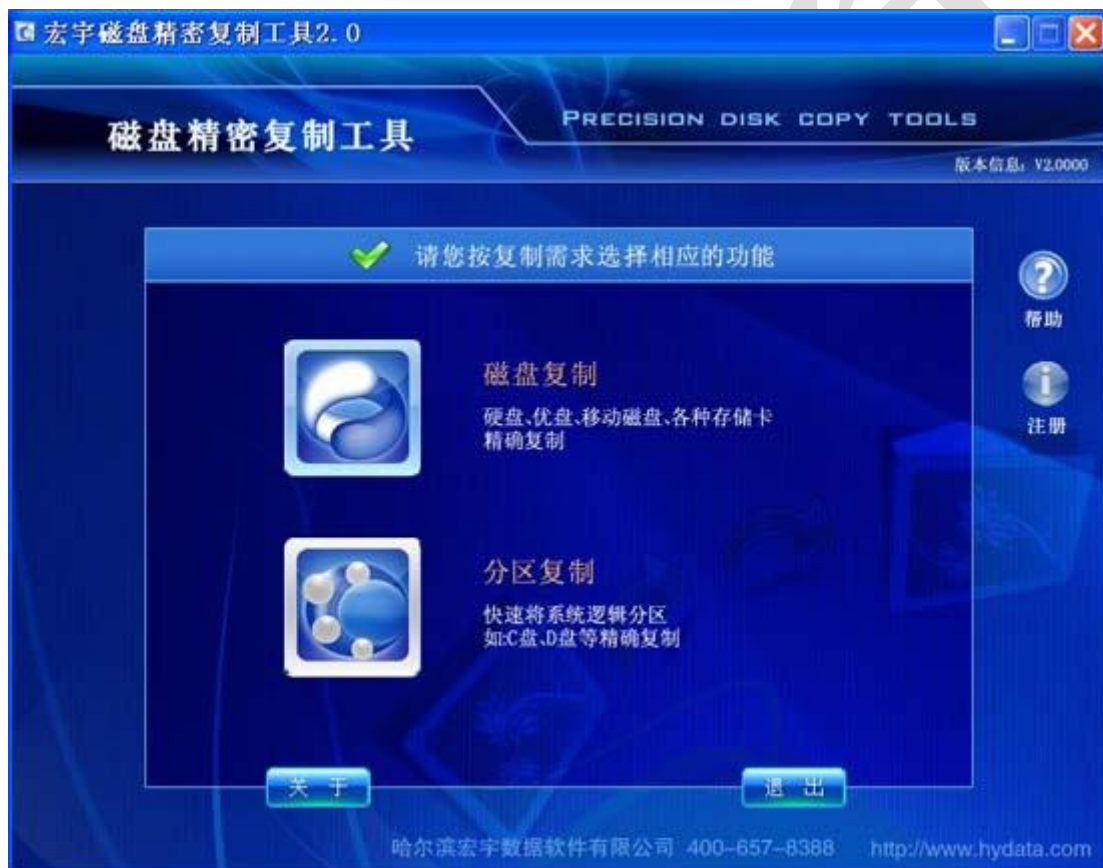 宏宇磁盘精密复制工具2.0
磁盘精密复制工具
PRECISION DISK COPY TOOLS
版本信息: V2.0000
请您按复制需求选择相应的功能
帮助
注册
磁盘复制
硬盘、优盘、移动磁盘、各种存储卡
精确复制
分区复制
快速将系统逻辑分区
如:C盘、D盘等精确复制
关于
退出
哈尔滨宏宇数据软件有限公司 400-657-8388 http://www.hydata.com